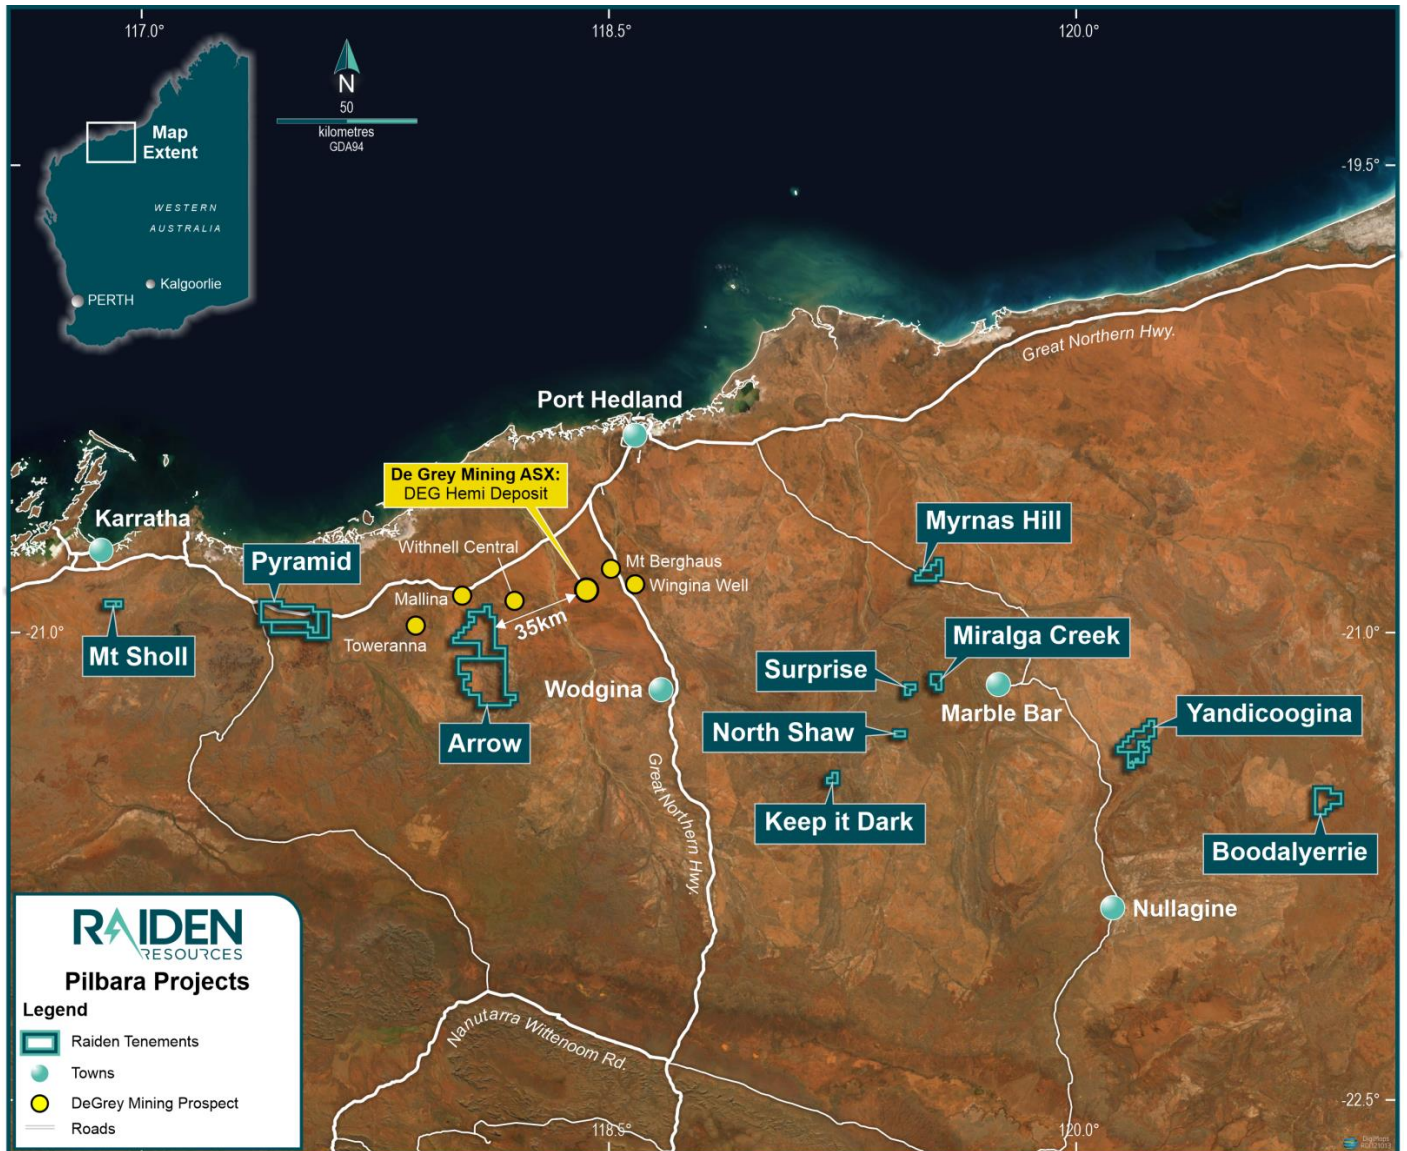 117.0°
118.5°
120.0°
N
50
kilometres
GDA94
Map
Extent
WESTERN
AUSTRALIA
Kalgoorlie
PERTH
-19.5°
Great Northern Hwy.
Port Hedland
De Grey Mining ASX:
DEG Hemi Deposit
Karratha
Myrnas Hill
Withnell Central
Pyramid
Mt Berghaus
Mallina
Wingina Well
35km
-21.0°
-21.0°
Toweranna
Mt Sholl
Miralga Creek
Surprise
Wodgina
Marble Bar
Arrow
North Shaw
Yandicoogina
Great Northern Hwy.
Keep it Dark
Boodalyerrie
Nullagine
RAIDEN
RESOURCES
Pilbara Projects
Legend
Raiden Tenements
Towns
DeGrey Mining Prospect
Roads
Nanutarra Wittenoom Rd.
-22.5°
118.5°
120.0°
DigiMaps